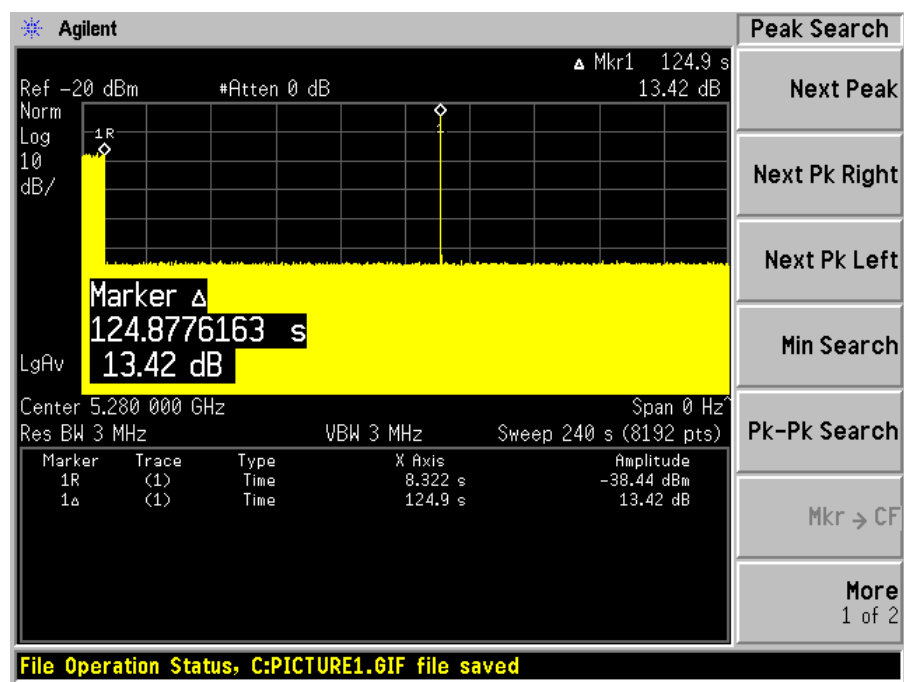 Agilent
Peak Search
Δ Mkr1 124.9 s
Ref -20 dBm #Atten 0 dB 13.42 dB
Norm
Log
10
dB/
1R
1
Marker Δ
124.8776163 s
13.42 dB
LgAv
Center 5.280 000 GHz Span 0 Hz^
Res BW 3 MHz VBW 3 MHz Sweep 240 s (8192 pts)
Marker Trace Type X Axis Amplitude
1R (1) Time 8.322 s -38.44 dBm
1Δ (1) Time 124.9 s 13.42 dB
Next Peak
Next Pk Right
Next Pk Left
Min Search
Pk-Pk Search
Mkr → CF
More
1 of 2
File Operation Status, C:PICTURE1.GIF file saved